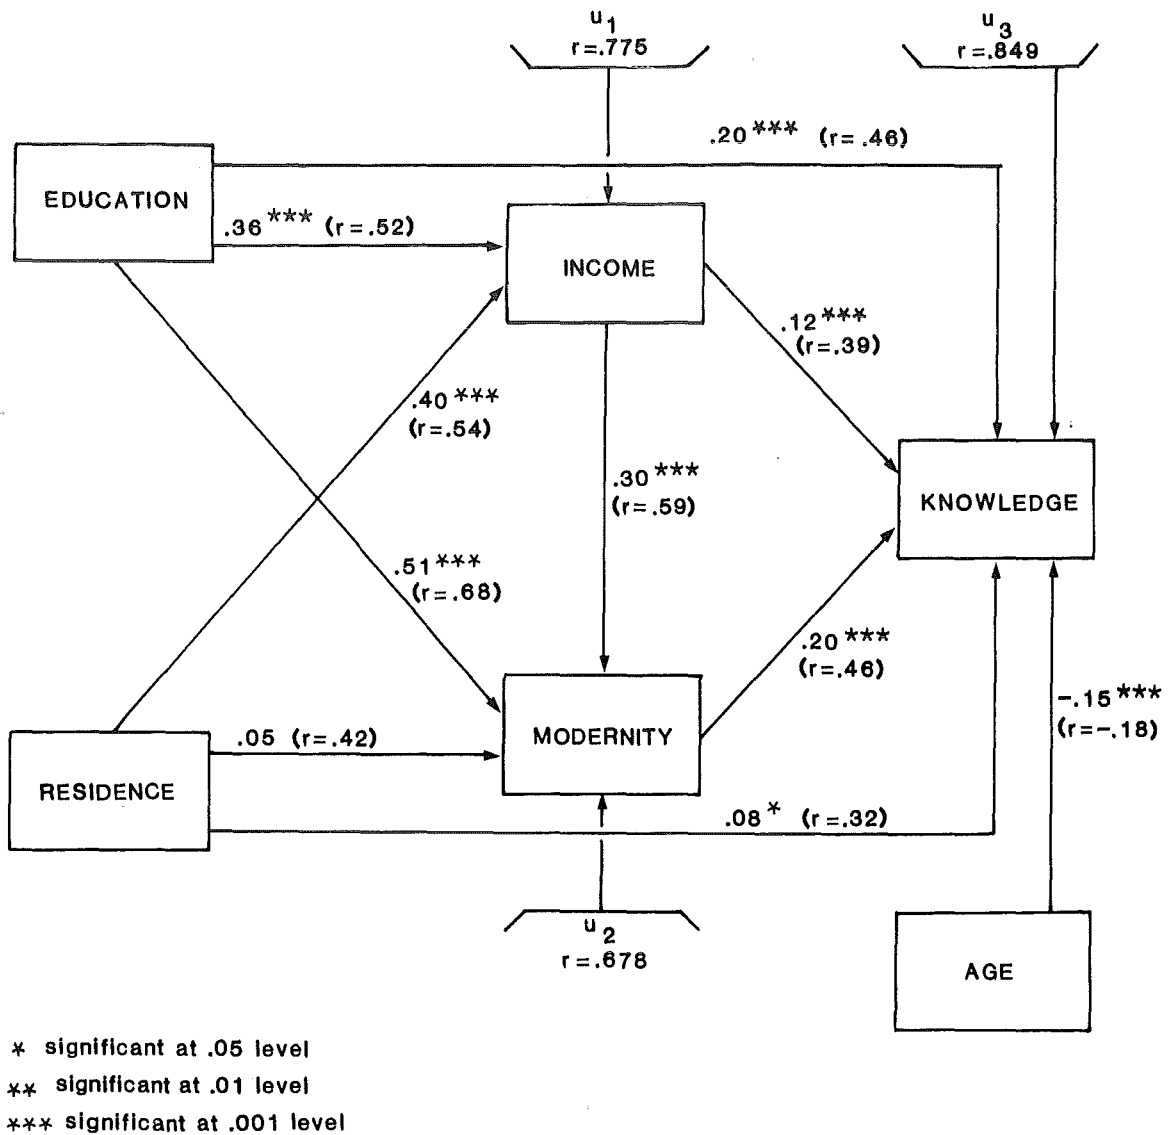 u1
r=.775
u3
r=.849
.20*** (r=.46)
EDUCATION
.36*** (r=.52)
INCOME
.12***
(r=.39)
.40***
(r=.54)
.30***
(r=.59)
KNOWLEDGE
.51***
(r=.68)
.20***
(r=.46)
-.15***
(r=-.18)
.05 (r=.42)
MODERNITY
RESIDENCE
.08* (r=.32)
u2
r=.678
AGE
* significant at .05 level
** significant at .01 level
*** significant at .001 level